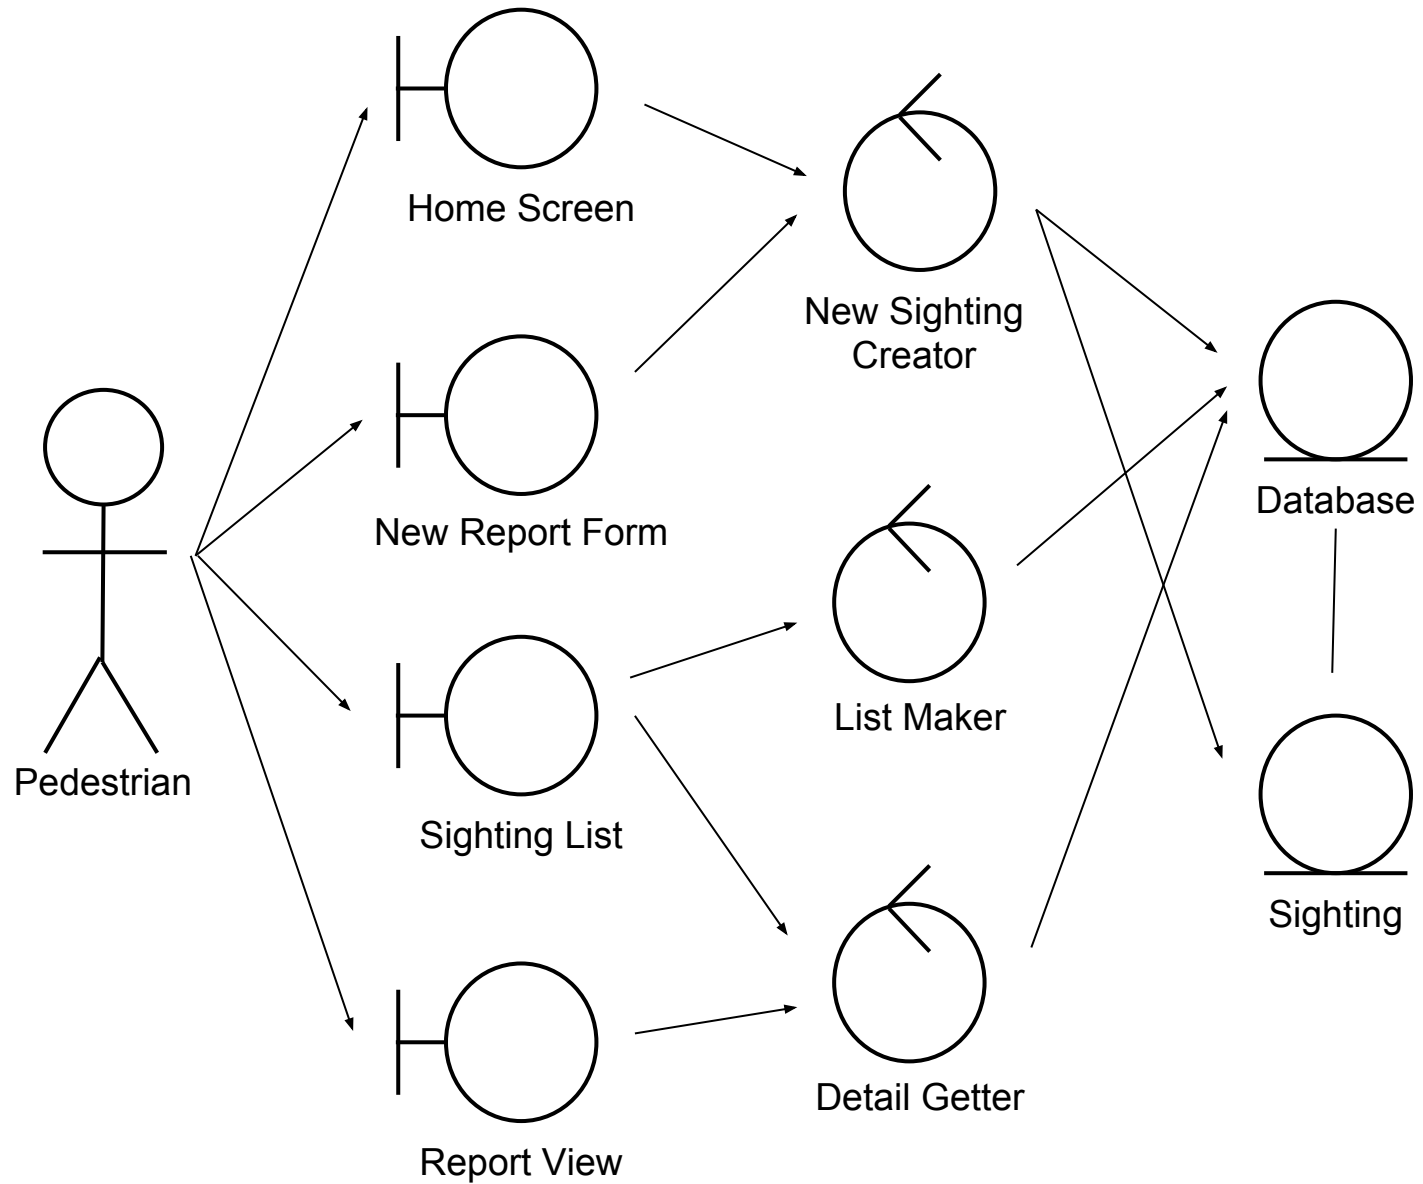 Home Screen
New Sighting
Creator
New Report Form
Database
Pedestrian
List Maker
Sighting List
Sighting
Detail Getter
Report View